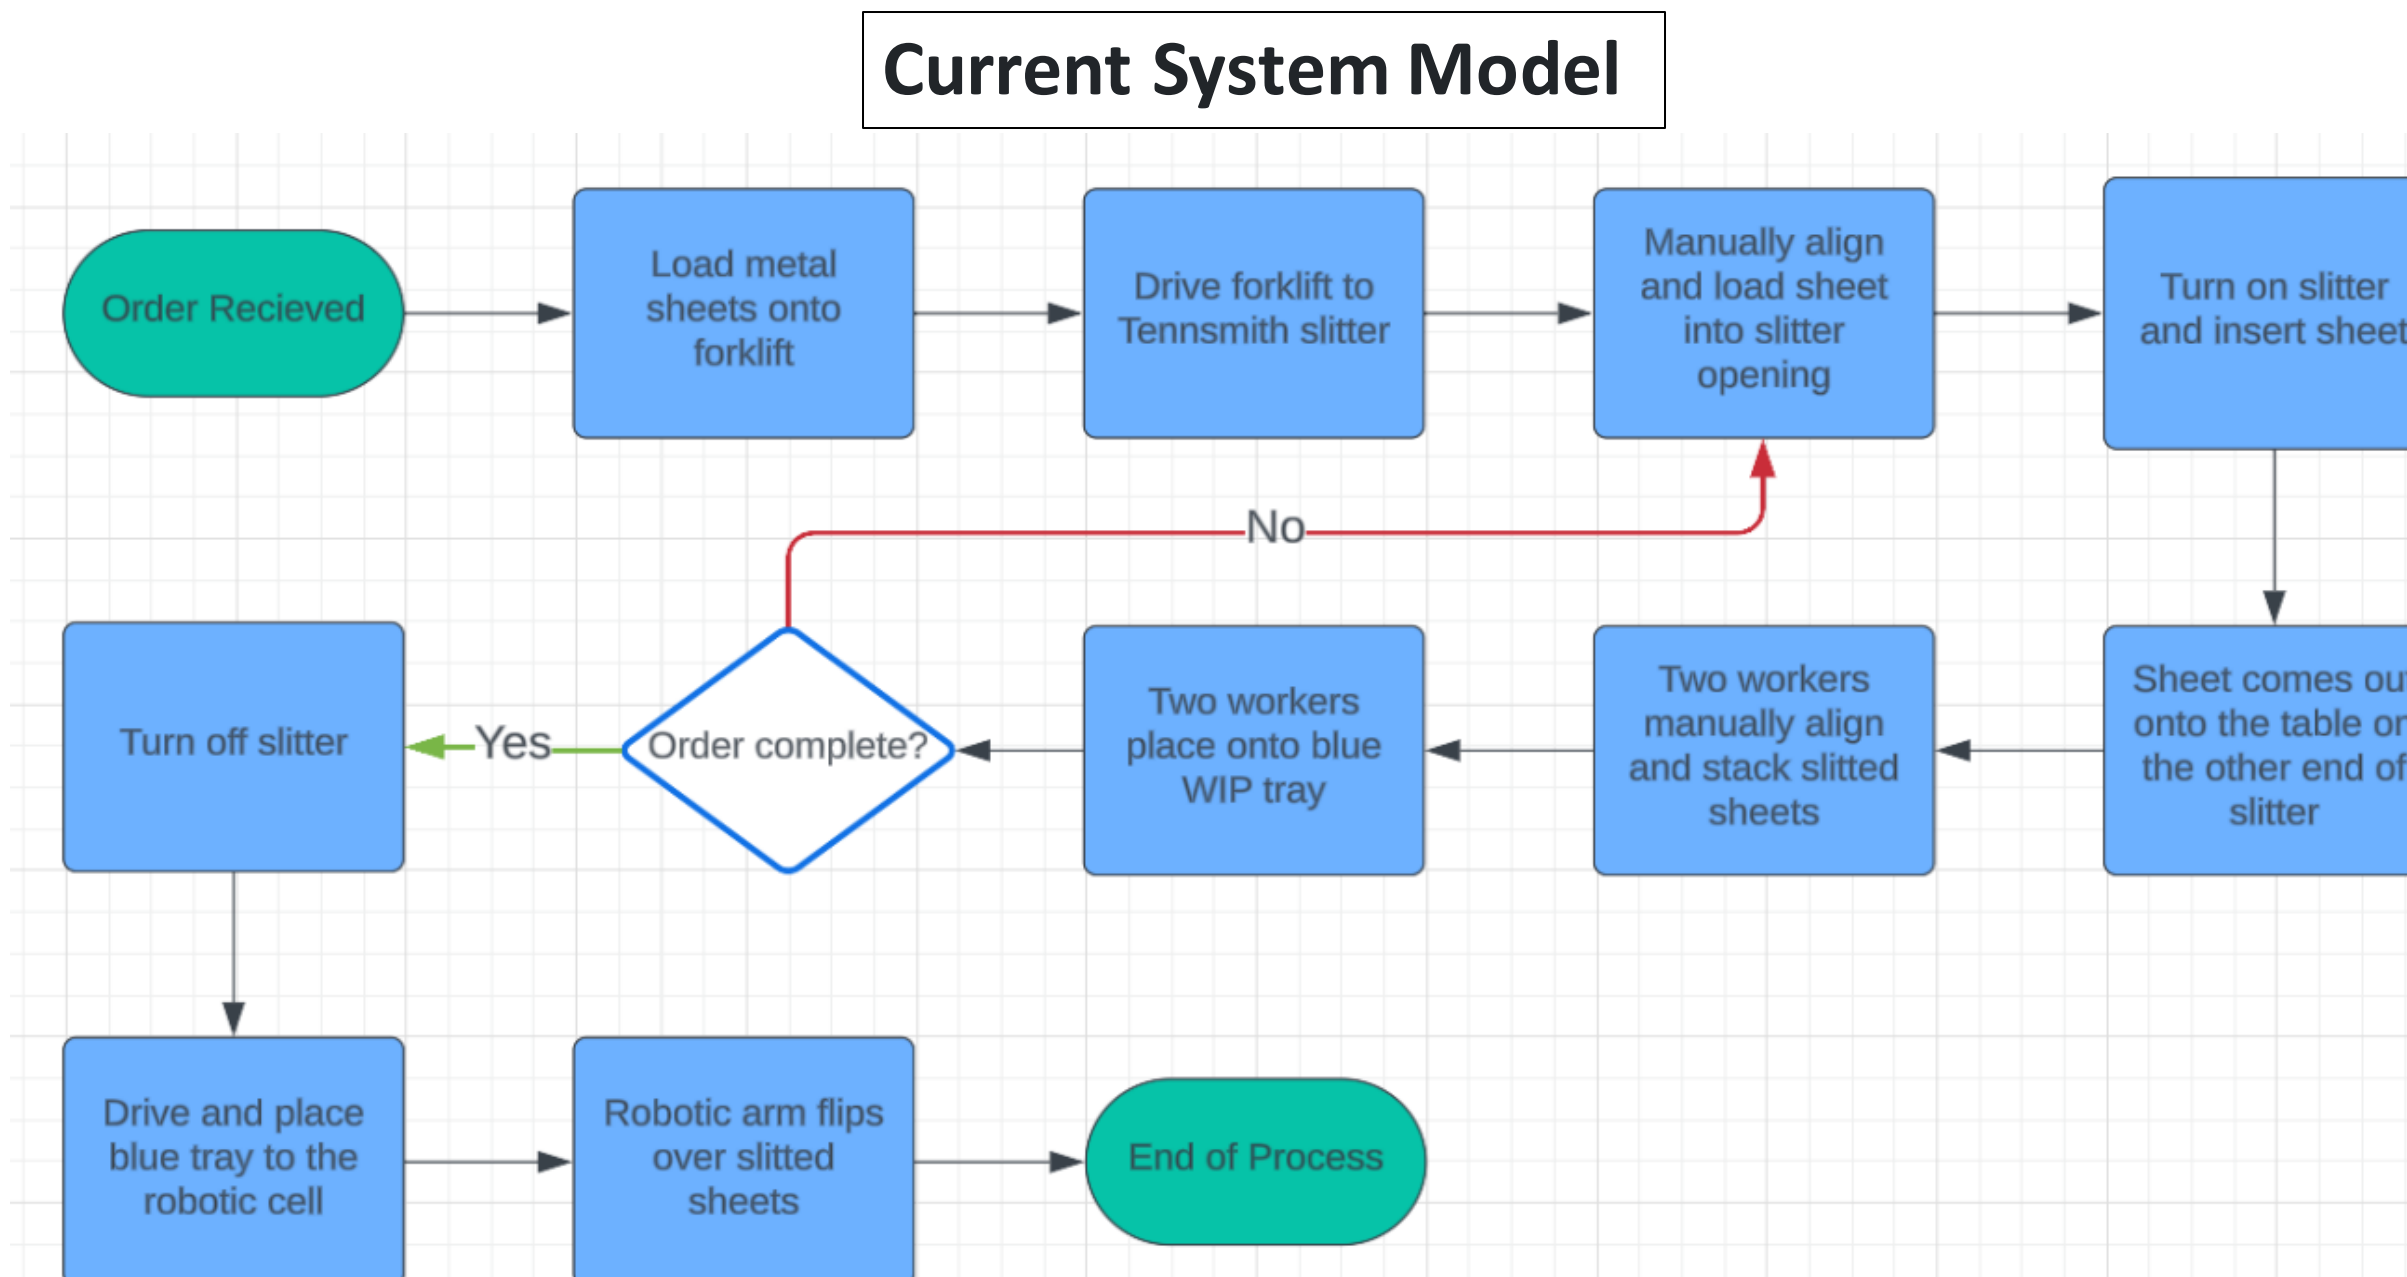 Current System Model
Order Recieved
Load metal
sheets onto
forklift
Drive forklift to
Tennsmith slitter
Manually align
and load sheet
into slitter
opening
Turn on slitter
and insert sheet
No
Turn off slitter
Yes
Order complete?
Two workers
place onto blue
WIP tray
Two workers
manually align
and stack slitted
sheets
Sheet comes out
onto the table on
the other end of
slitter
Drive and place
blue tray to the
robotic cell
Robotic arm flips
over slitted
sheets
End of Process